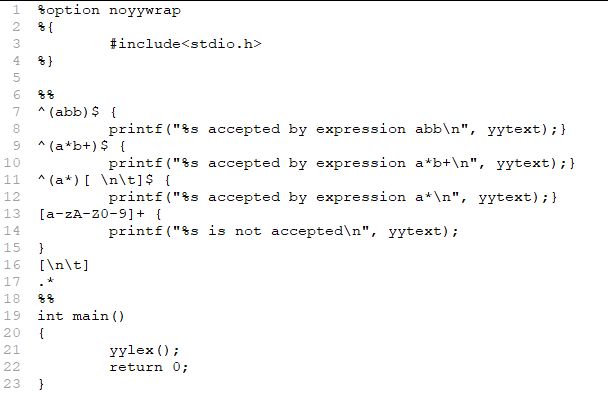 1 %option noyywrap
2 %{
3         #include<stdio.h>
4 %}
5
6 %%
7 ^(abb)$ {
8         printf("%s accepted by expression abb\n", yytext);}
9 ^(a*b+)$ {
10         printf("%s accepted by expression a*b+\n", yytext);}
11 ^(a*)[ \n\t]$ {
12         printf("%s accepted by expression a*\n", yytext);}
13 [a-zA-Z0-9]+ {
14         printf("%s is not accepted\n", yytext);
15 }
16 [\n\t]
17 .*
18 %%
19 int main()
20 {
21         yylex();
22         return 0;
23 }